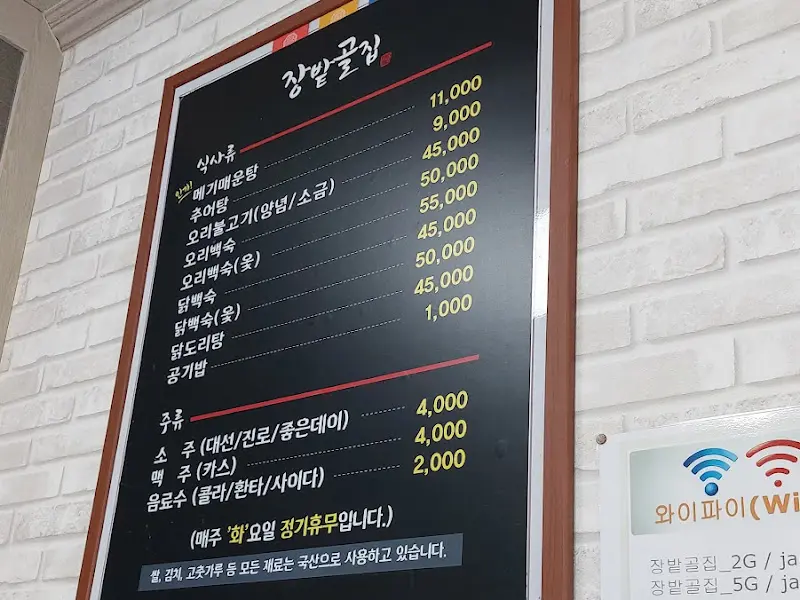 장밭골집
식사류
인기! 메기매운탕 11,000
추어탕 9,000
오리불고기(양념/소금) 45,000
오리백숙 50,000
오리백숙(옻) 55,000
닭백숙 45,000
닭백숙(옻) 50,000
닭도리탕 45,000
공기밥 1,000
주류
소 주 (대선/진로/좋은데이) 4,000
맥 주 (카스) 4,000
음료수 (콜라/환타/사이다) 2,000
(매주 '화'요일 정기휴무입니다.)
쌀, 김치, 고춧가루 등 모든 재료는 국산으로 사용하고 있습니다.
와이파이(Wi
장밭골집_2G / ja
장밭골집_5G / ja